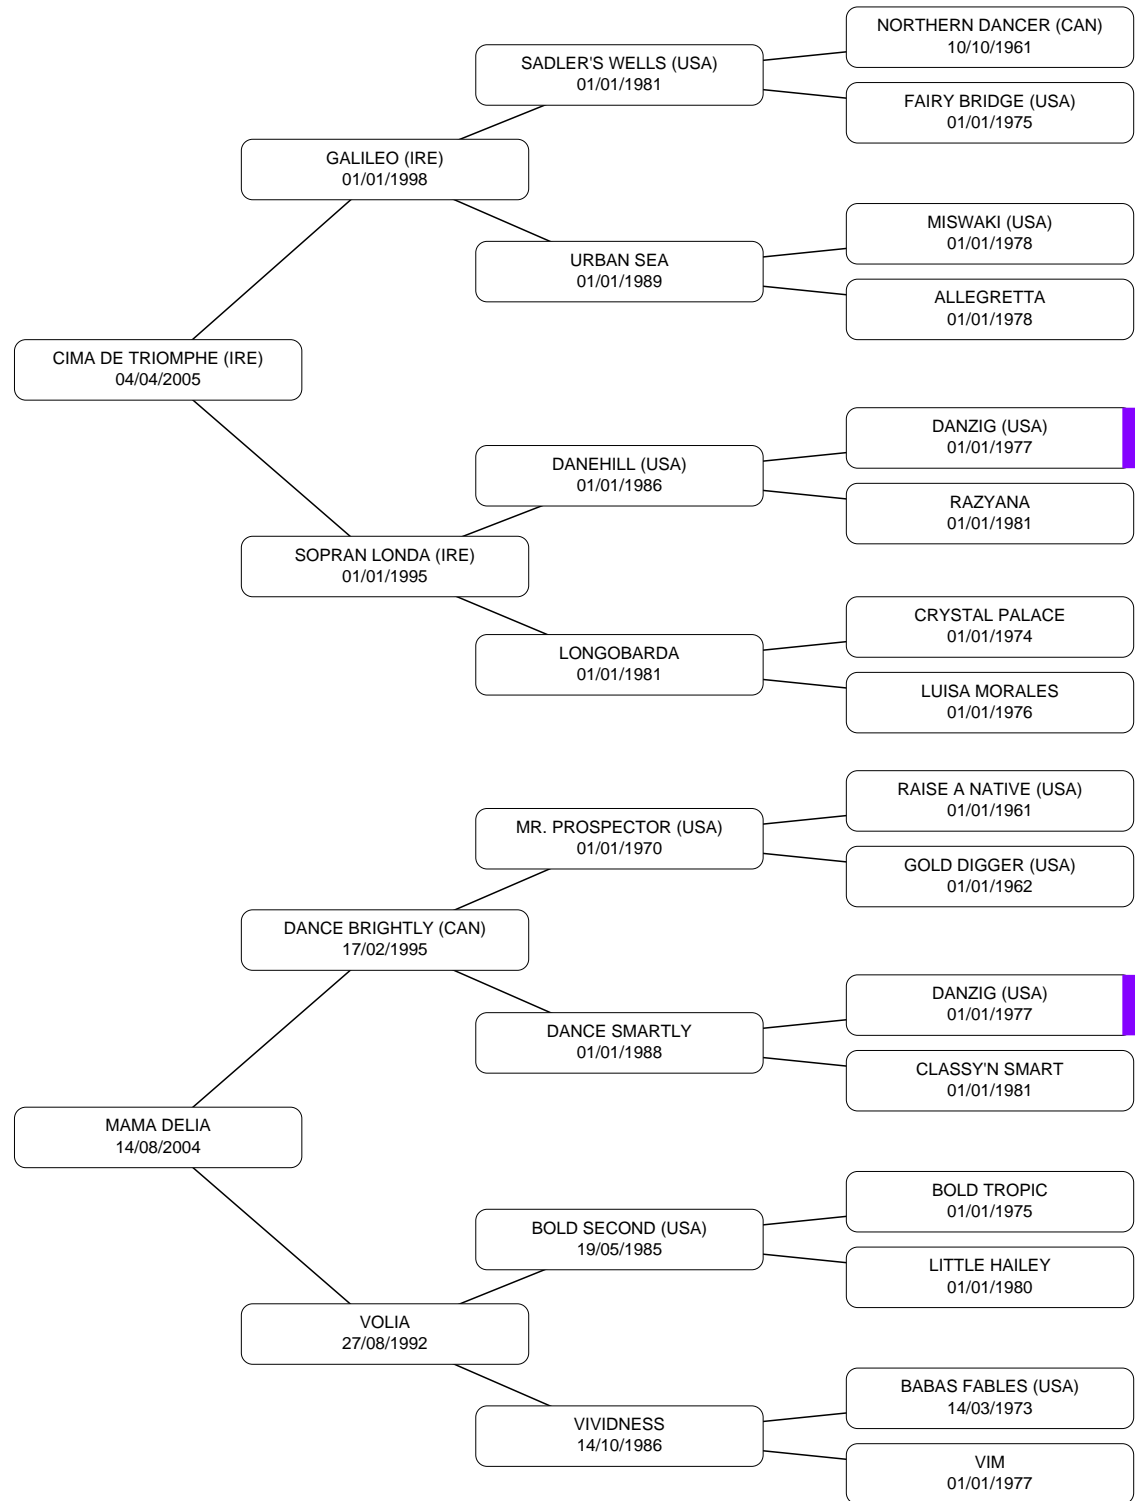 NORTHERN DANCER (CAN)
10/10/1961
SADLER'S WELLS (USA)
01/01/1981
FAIRY BRIDGE (USA)
01/01/1975
GALILEO (IRE)
01/01/1998
MISWAKI (USA)
01/01/1978
URBAN SEA
01/01/1989
ALLEGRETTA
01/01/1978
CIMA DE TRIOMPHE (IRE)
04/04/2005
DANZIG (USA)
01/01/1977
DANEHILL (USA)
01/01/1986
RAZYANA
01/01/1981
SOPRAN LONDA (IRE)
01/01/1995
CRYSTAL PALACE
01/01/1974
LONGOBARDA
01/01/1981
LUISA MORALES
01/01/1976
RAISE A NATIVE (USA)
01/01/1961
MR. PROSPECTOR (USA)
01/01/1970
GOLD DIGGER (USA)
01/01/1962
DANCE BRIGHTLY (CAN)
17/02/1995
DANZIG (USA)
01/01/1977
DANCE SMARTLY
01/01/1988
CLASSY'N SMART
01/01/1981
MAMA DELIA
14/08/2004
BOLD TROPIC
01/01/1975
BOLD SECOND (USA)
19/05/1985
LITTLE HAILEY
01/01/1980
VOLIA
27/08/1992
BABAS FABLES (USA)
14/03/1973
VIVIDNESS
14/10/1986
VIM
01/01/1977